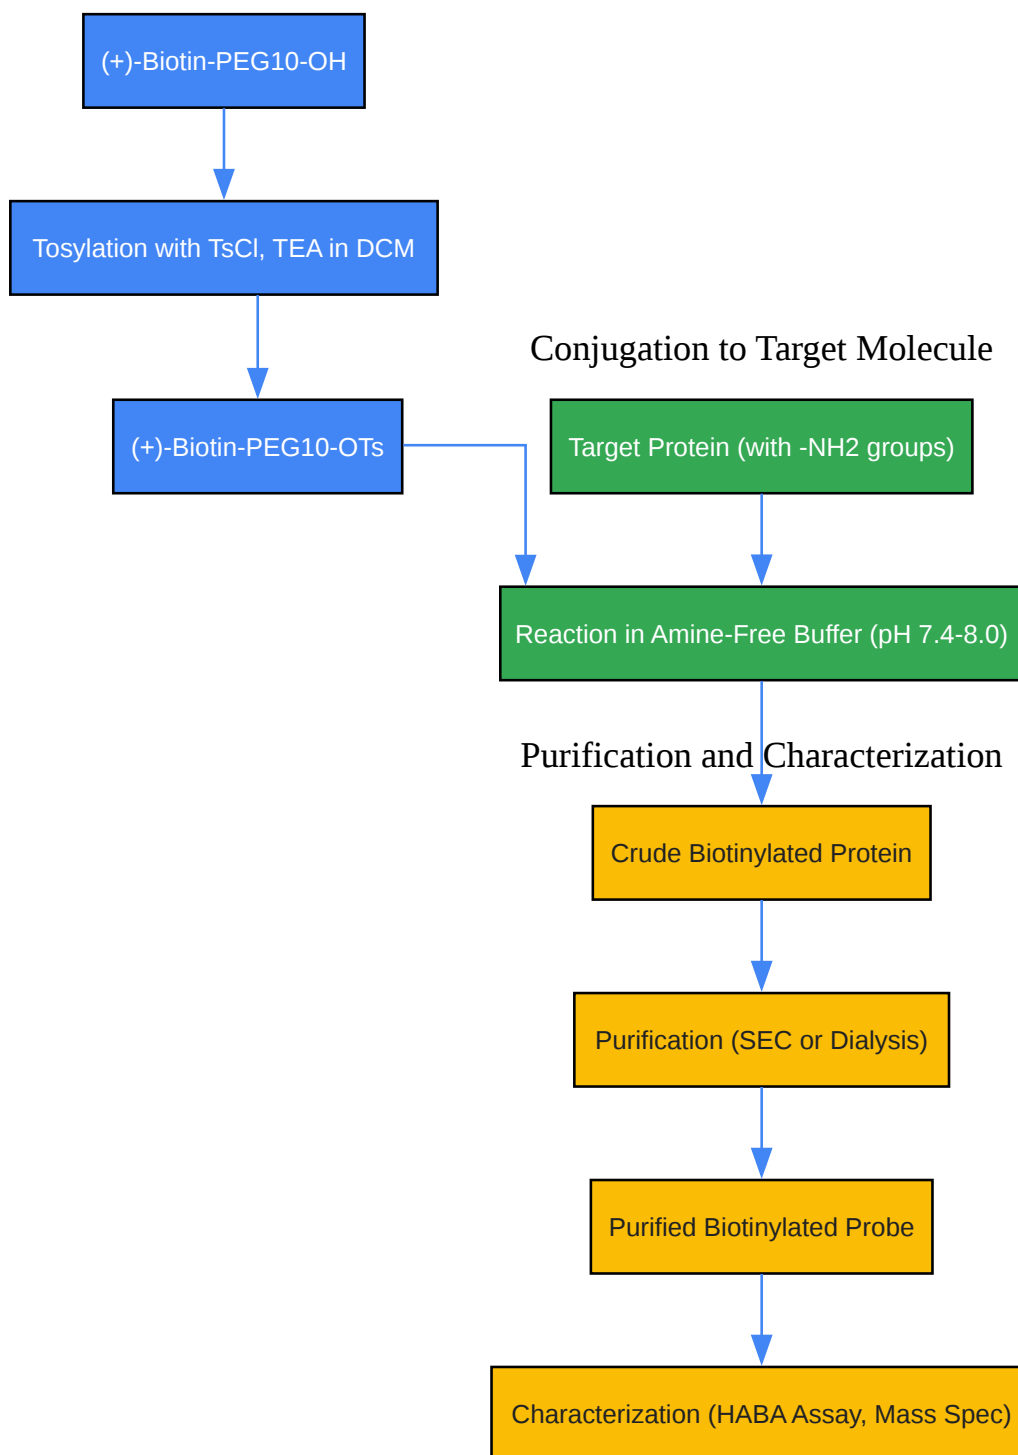 (+)-Biotin-PEG10-OH
Tosylation with TsCl, TEA in DCM
Conjugation to Target Molecule
(+)-Biotin-PEG10-OTs
Target Protein (with -NH2 groups)
Reaction in Amine-Free Buffer (pH 7.4-8.0)
Purification and Characterization
Crude Biotinylated Protein
Purification (SEC or Dialysis)
Purified Biotinylated Probe
Characterization (HABA Assay, Mass Spec)